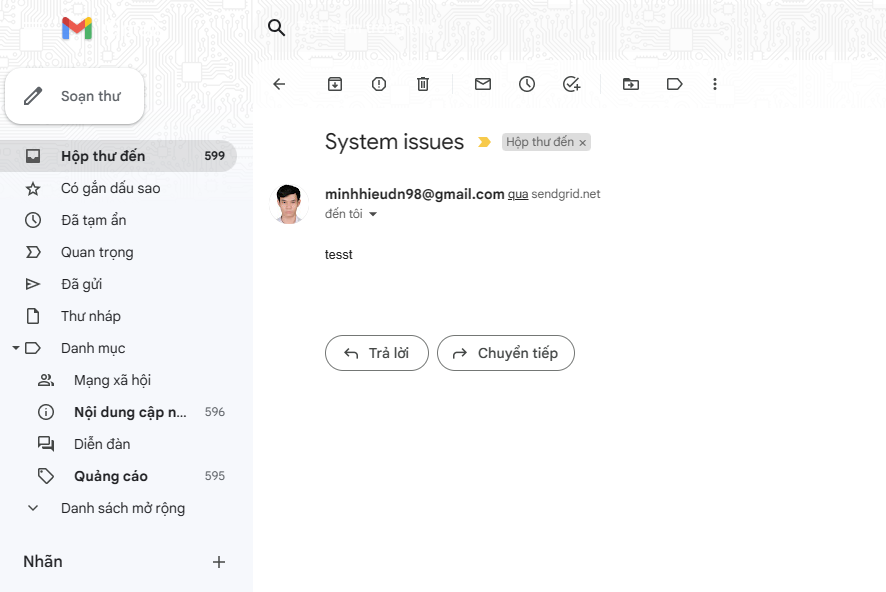 Soạn thư
Hộp thư đến 599
Có gắn dấu sao
Đã tạm ẩn
Quan trọng
Đã gửi
Thư nháp
Danh mục
Mạng xã hội
Nội dung cập n... 596
Diễn đàn
Quảng cáo 595
Danh sách mở rộng
Nhãn
System issues Hộp thư đến ×
minhhieudn98@gmail.com qua sendgrid.net
đến tôi
tesst
Trả lời Chuyển tiếp